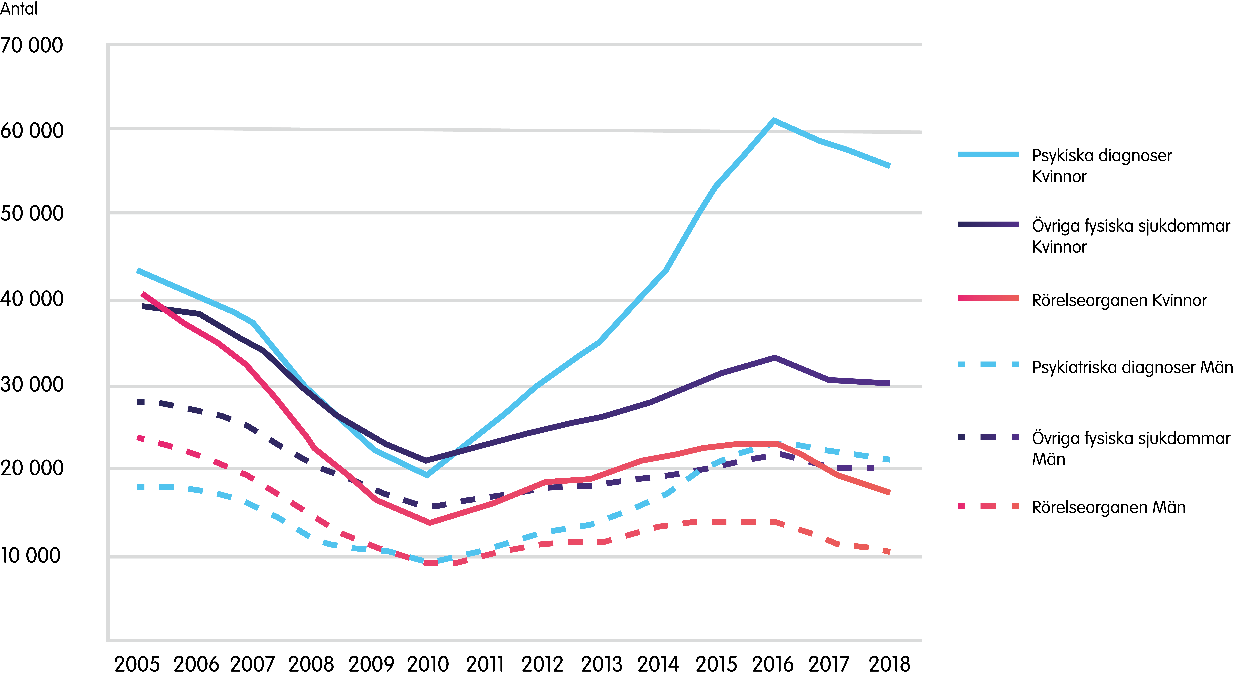 Antal
70 000
60 000
50 000
40 000
30 000
20 000
10 000
2005 2006 2007 2008 2009 2010 2011 2012 2013 2014 2015 2016 2017 2018
Psykiska diagnoser
Kvinnor
Övriga fysiska sjukdommar
Kvinnor
Rörelseorganen Kvinnor
Psykiatriska diagnoser Män
Övriga fysiska sjukdommar
Män
Rörelseorganen Män